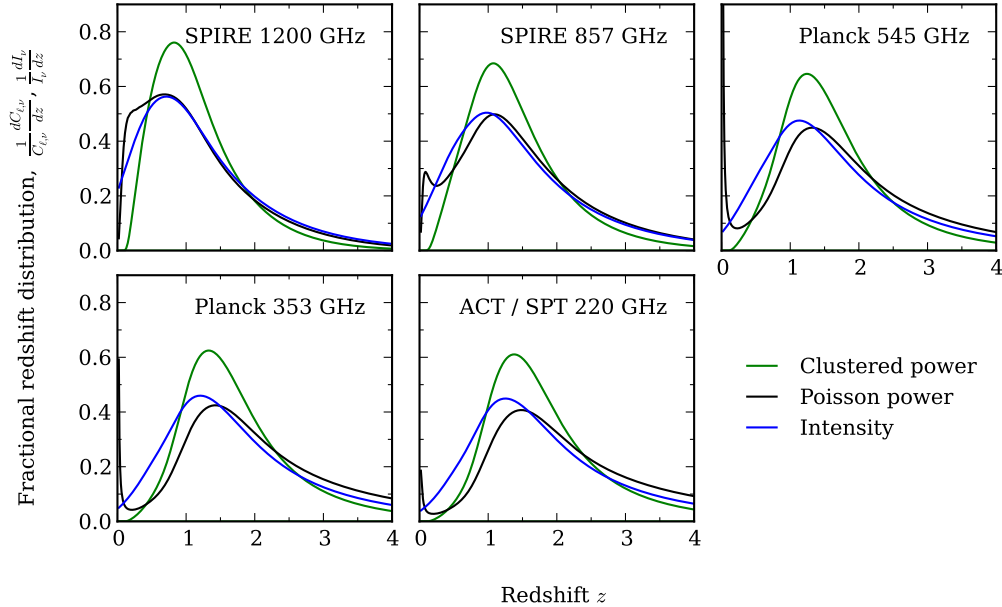 Fractional redshift distribution, $\frac{1}{C_{\ell,\nu}}\frac{dC_{\ell,\nu}}{dz}$, $\frac{1}{I_\nu}\frac{dI_\nu}{dz}$
SPIRE 1200 GHz
0.8
0.6
0.4
0.2
0.0
SPIRE 857 GHz
Planck 545 GHz
0 1 2 3 4
Planck 353 GHz
0.8
0.6
0.4
0.2
0.0
0 1 2 3 4
ACT / SPT 220 GHz
0 1 2 3 4
Clustered power
Poisson power
Intensity
Redshift z